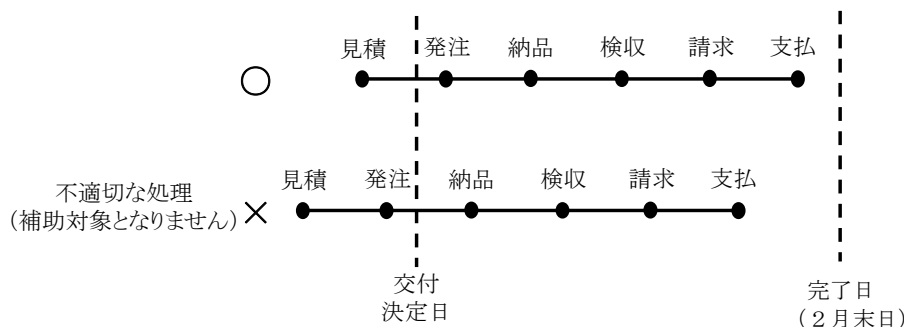 見積 発注 納品 検収 請求 支払
○
見積 発注 納品 検収 請求 支払
不適切な処理
(補助対象となりません) ×
交付
決定日
完了日
(2月末日)